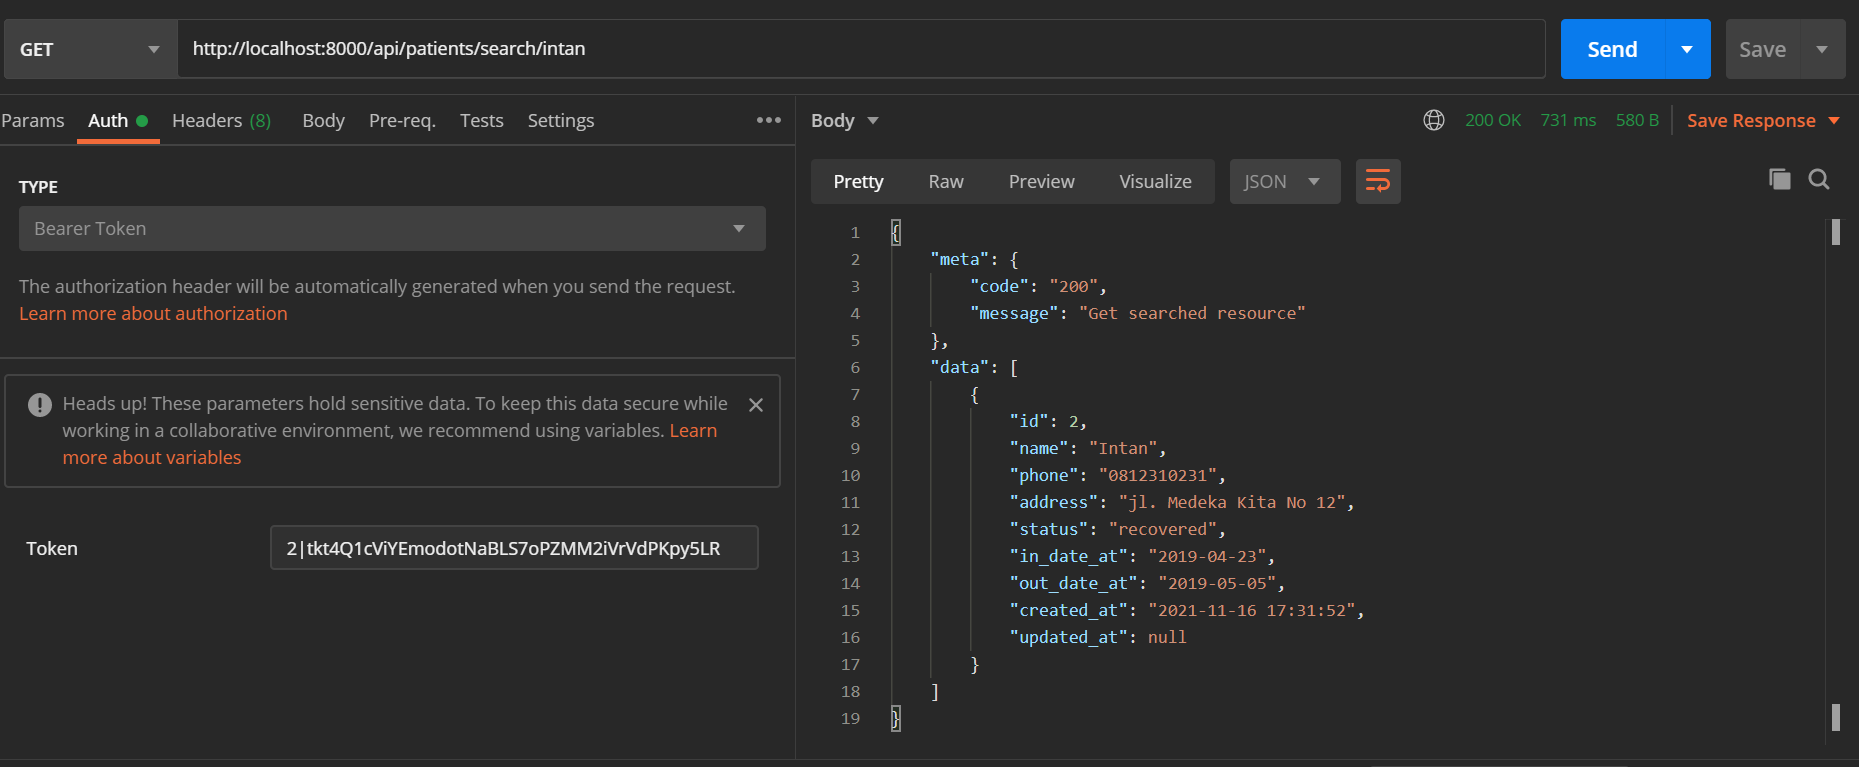 GET http://localhost:8000/api/patients/search/intan Send Save
Params Auth Headers (8) Body Pre-req. Tests Settings •••
TYPE
Bearer Token
The authorization header will be automatically generated when you send the request.
Learn more about authorization
Heads up! These parameters hold sensitive data. To keep this data secure while
working in a collaborative environment, we recommend using variables. Learn
more about variables
Token 2|tkt4Q1cViYEmodotNaBLS7oPZMM2iVrVdPKpy5LR
Body 200 OK 731 ms 580 B Save Response
Pretty Raw Preview Visualize JSON
1 {
2 "meta": {
3 "code": "200",
4 "message": "Get searched resource"
5 },
6 "data": [
7 {
8 "id": 2,
9 "name": "Intan",
10 "phone": "0812310231",
11 "address": "jl. Medeka Kita No 12",
12 "status": "recovered",
13 "in_date_at": "2019-04-23",
14 "out_date_at": "2019-05-05",
15 "created_at": "2021-11-16 17:31:52",
16 "updated_at": null
17 }
18 ]
19 }